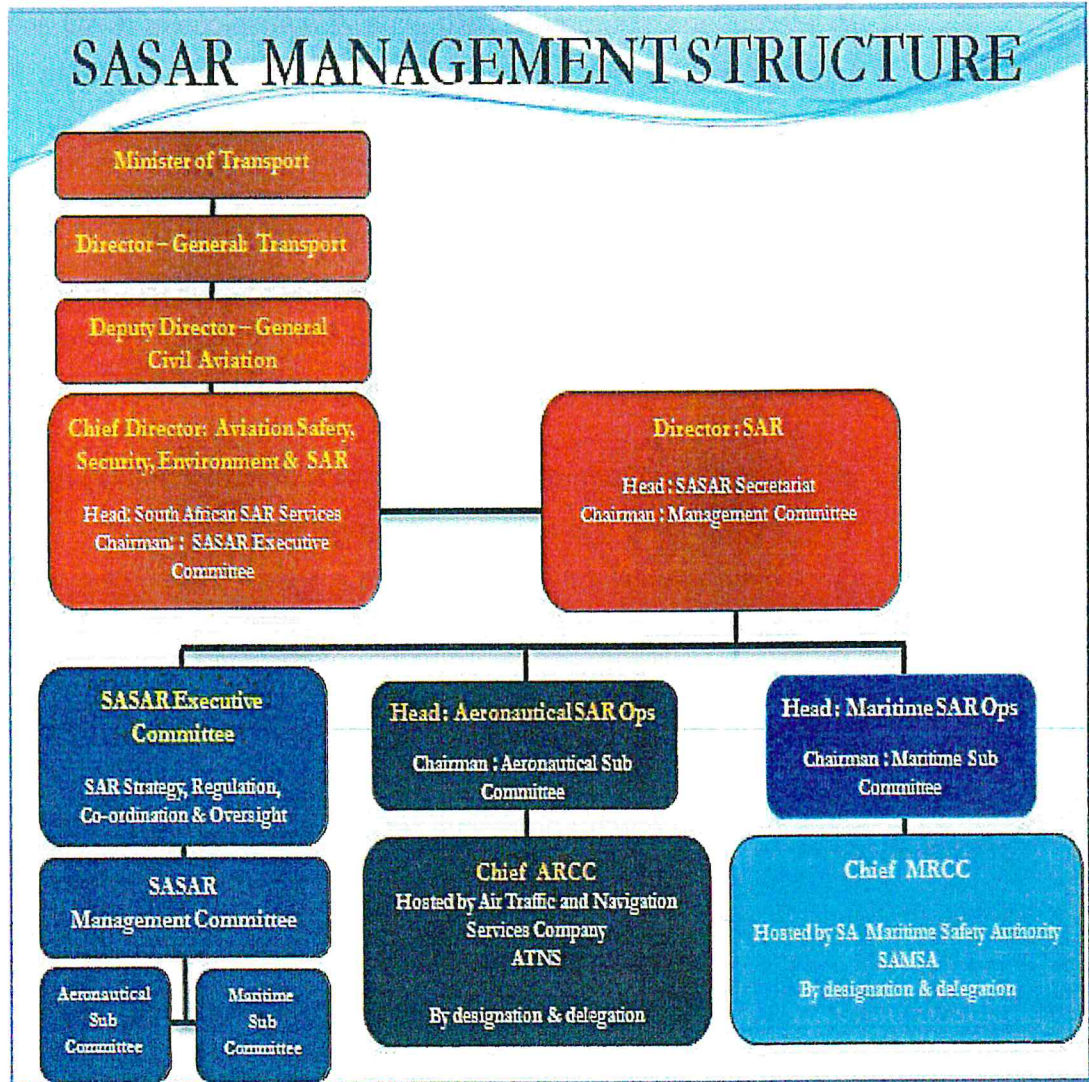 SASAR MANAGEMENT STRUCTURE
Minister of Transport
Director – General: Transport
Deputy Director – General
Civil Aviation
Chief Director: Aviation Safety,
Security, Environment & SAR
Head: South African SAR Services
Chairman: : SASAR Executive
Committee
Director : SAR
Head : SASAR Secretariat
Chairman : Management Committee
SASAR Executive
Committee
SAR Strategy, Regulation,
Co-ordination & Oversight
SASAR
Management Committee
Aeronautical
Sub
Committee
Maritime
Sub
Committee
Head : Aeronautical SAR Ops
Chairman : Aeronautical Sub
Committee
Chief ARCC
Hosted by Air Traffic and Navigation
Services Company
ATNS
By designation & delegation
Head : Maritime SAR Ops
Chairman : Maritime Sub
Committee
Chief MRCC
Hosted by SA Maritime Safety Authority
SAMSA
By designation & delegation